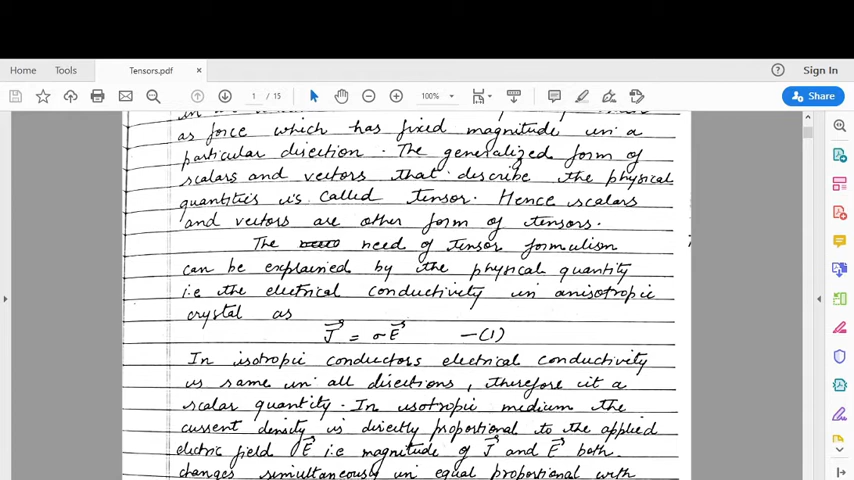 Home Tools Tensors.pdf × Sign In
1 / 15 100% Share
in
as force which has fixed magnitude in a
particular direction. The generalized form of
scalars and vectors that describe the physical
quantities is called tensor. Hence scalars
and vectors are other form of tensors.
The need of tensor formulism
can be explained by the physical quantity
i.e the electrical conductivity in anisotropic
crystal as
J⃗ = σE⃗ —(1)
In isotropic conductors electrical conductivity
is same in all directions, therefore it a
scalar quantity. In isotropic medium the
current density is directly proportional to the applied
electric field E⃗ i.e magnitude of J⃗ and E⃗ both
changes simultaneously in equal proportional with